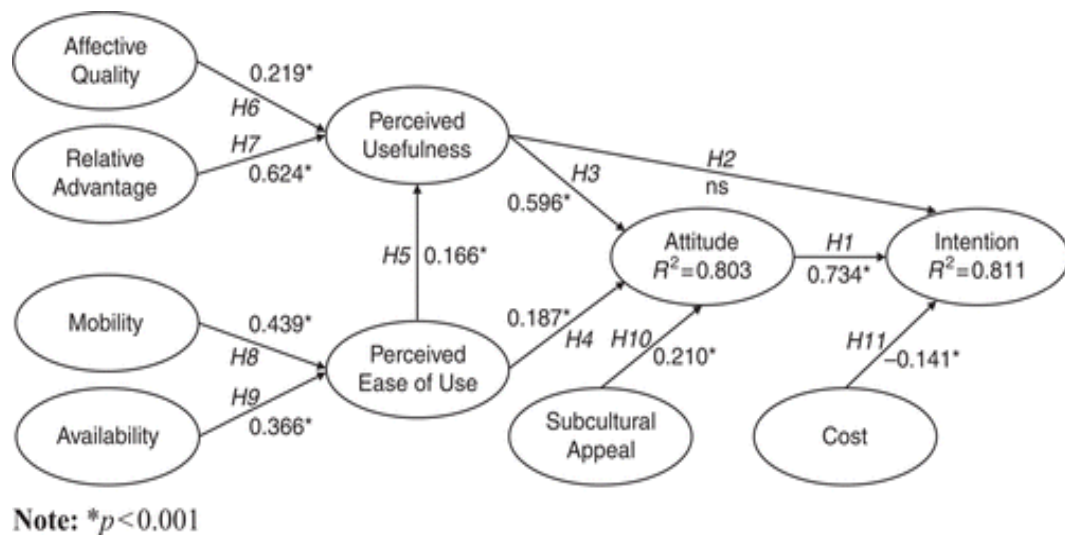 Affective
Quality
0.219*
H6
Perceived
Usefulness
H7
0.624*
Relative
Advantage
H2
ns
H3
0.596*
H5
0.166*
Attitude
R²=0.803
H1
0.734*
Intention
R²=0.811
Mobility
0.439*
H8
Perceived
Ease of Use
0.187*
H4
H10
0.210*
H11
–0.141*
H9
0.366*
Availability
Subcultural
Appeal
Cost
Note: *p<0.001